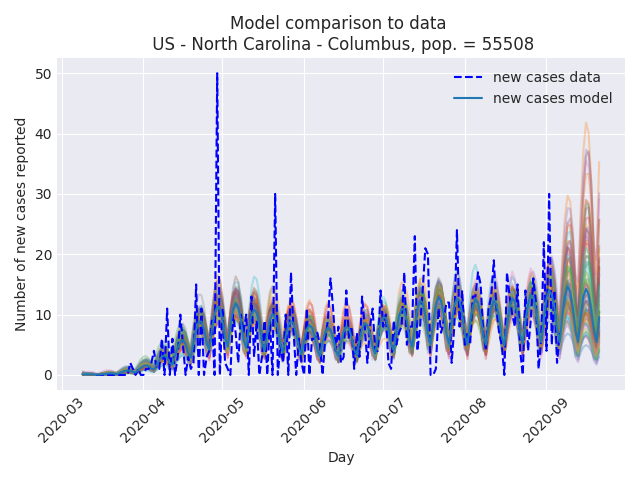 Model comparison to data
US - North Carolina - Columbus, pop. = 55508
new cases data
new cases model
Number of new cases reported
50
40
30
20
10
0
2020-03
2020-04
2020-05
2020-06
2020-07
2020-08
2020-09
Day